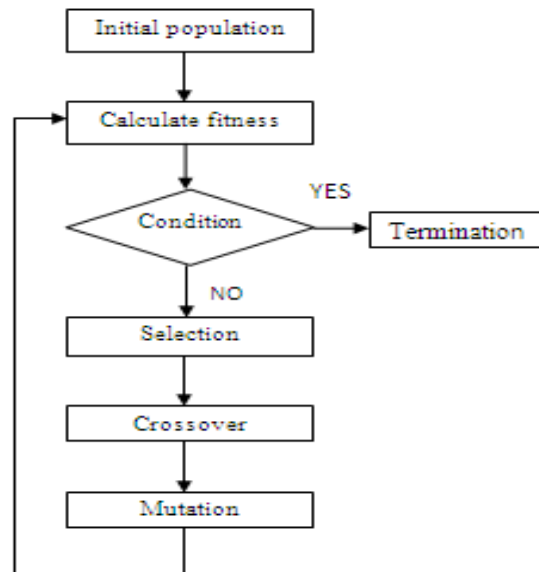 Initial population
Calculate fitness
YES
Condition
Termination
NO
Selection
Crossover
Mutation